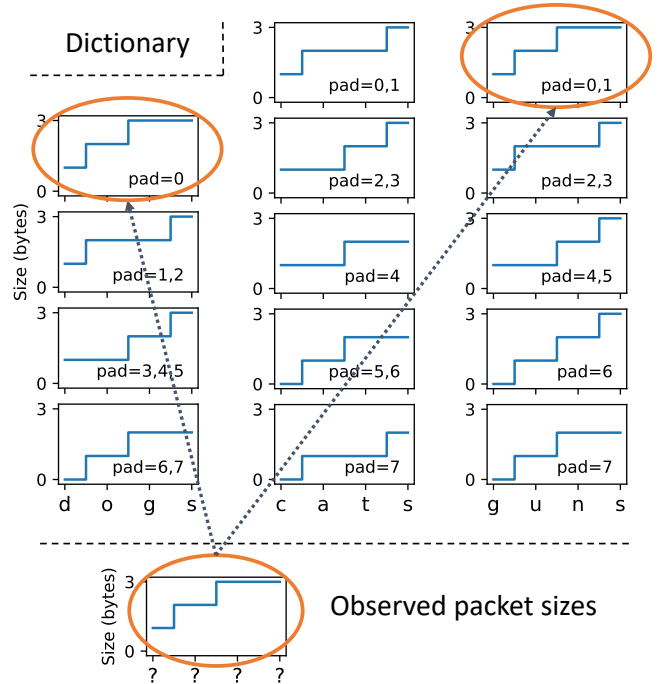 Dictionary
3
0
pad=0,1
3
0
pad=0,1
3
0
pad=0
3
0
pad=2,3
3
0
pad=2,3
Size (bytes)
3
0
pad=1,2
3
0
pad=4
3
0
pad=4,5
3
0
pad=3,4,5
3
0
pad=5,6
3
0
pad=6
3
0
pad=6,7
3
0
pad=7
3
0
pad=7
d o g s
c a t s
g u n s
Size (bytes)
3
0
? ? ? ?
Observed packet sizes